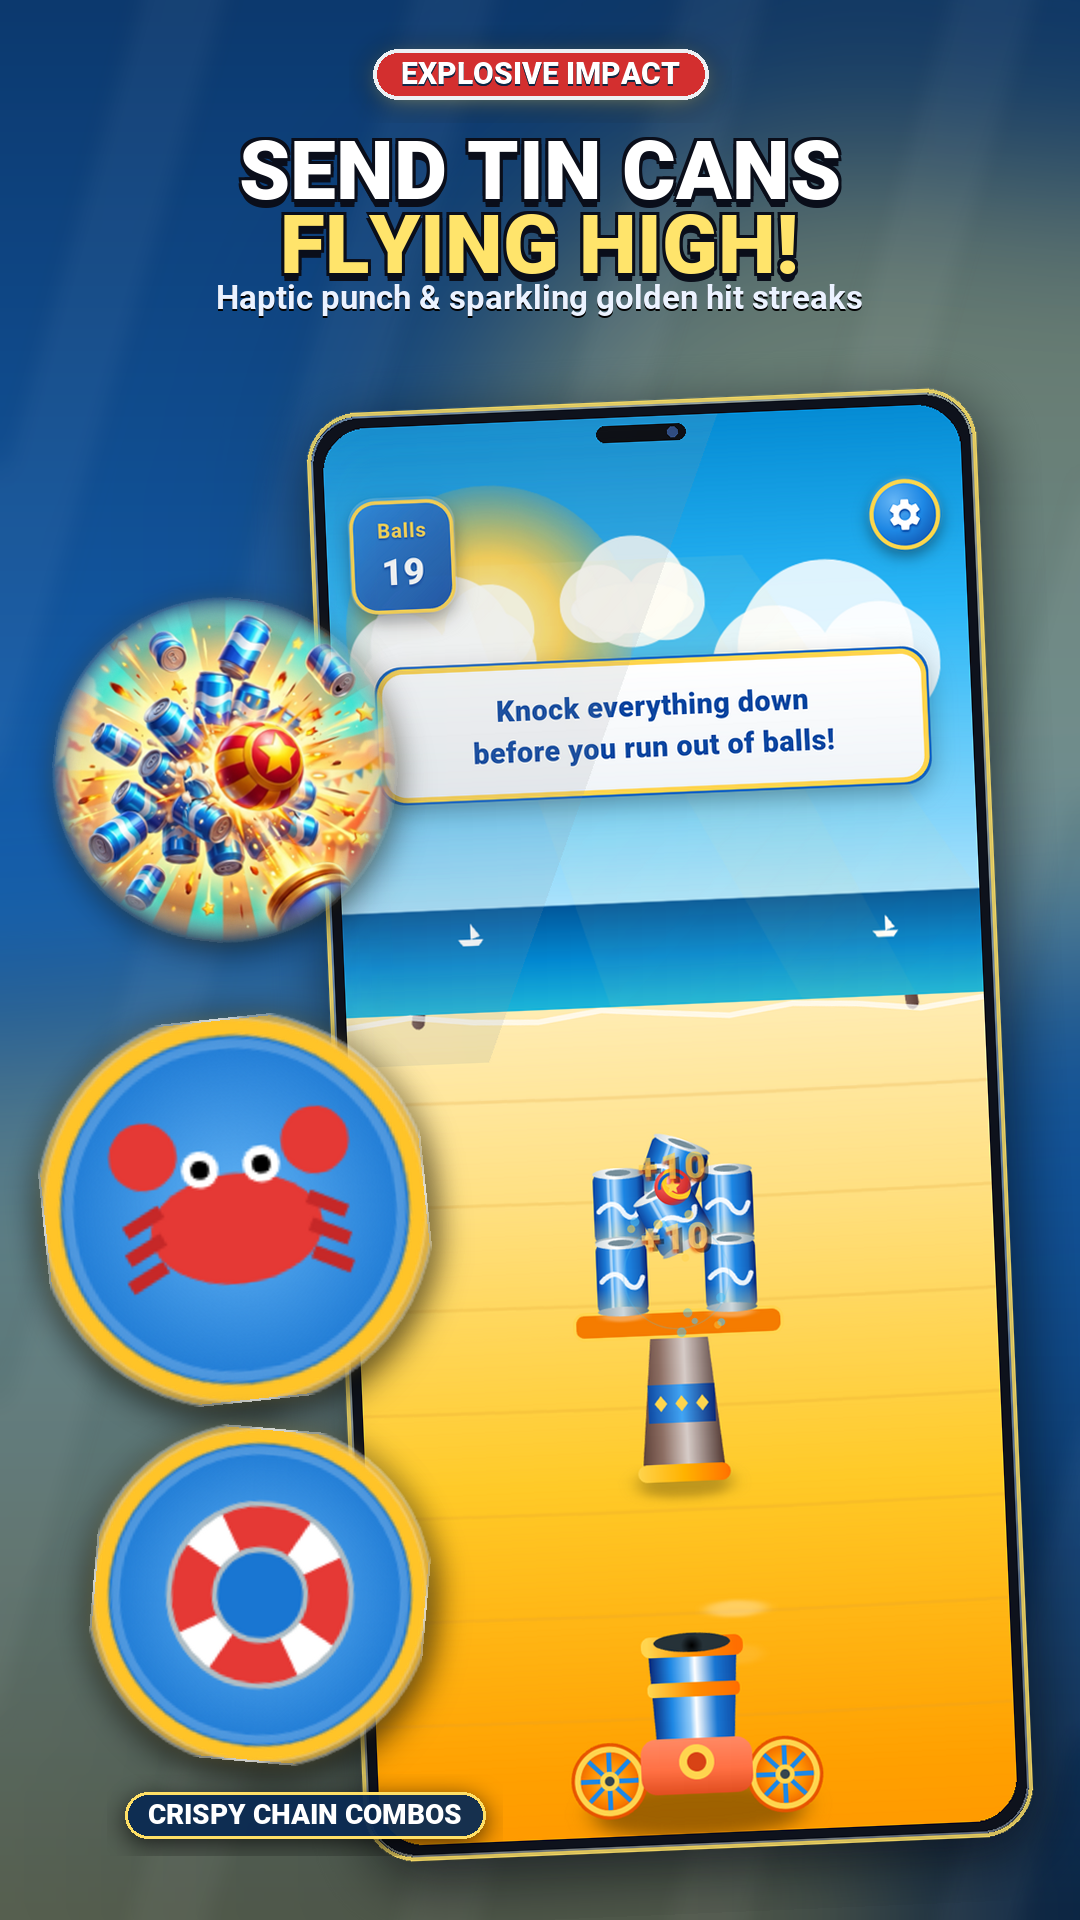 EXPLOSIVE IMPACT
SEND TIN CANS
FLYING HIGH!
Haptic punch & sparkling golden hit streaks
Balls
19
Knock everything down
before you run out of balls!
+10
+10
CRISPY CHAIN COMBOS